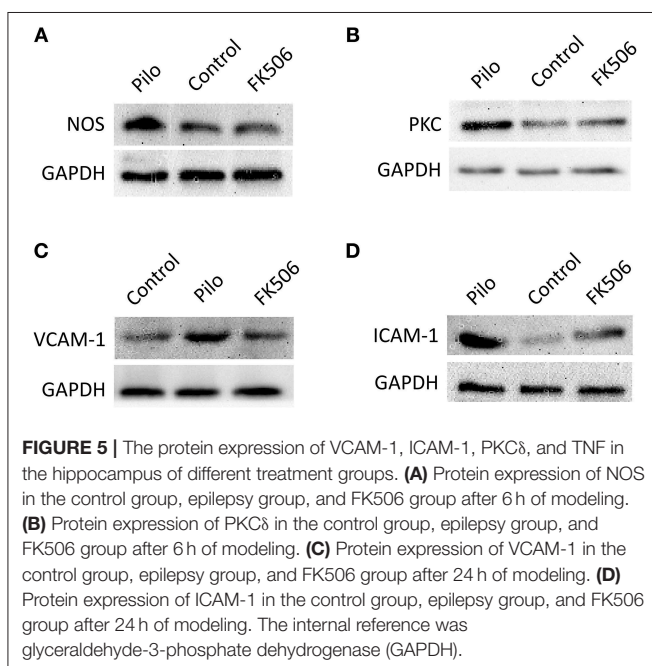 A
Pilo Control FK506
NOS
GAPDH
B
Pilo Control FK506
PKC
GAPDH
C
Control Pilo FK506
VCAM-1
GAPDH
D
Pilo Control FK506
ICAM-1
GAPDH
FIGURE 5 | The protein expression of VCAM-1, ICAM-1, PKCδ, and TNF in
the hippocampus of different treatment groups. (A) Protein expression of NOS
in the control group, epilepsy group, and FK506 group after 6 h of modeling.
(B) Protein expression of PKCδ in the control group, epilepsy group, and
FK506 group after 6 h of modeling. (C) Protein expression of VCAM-1 in the
control group, epilepsy group, and FK506 group after 24 h of modeling. (D)
Protein expression of ICAM-1 in the control group, epilepsy group, and FK506
group after 24 h of modeling. The internal reference was
glyceraldehyde-3-phosphate dehydrogenase (GAPDH).